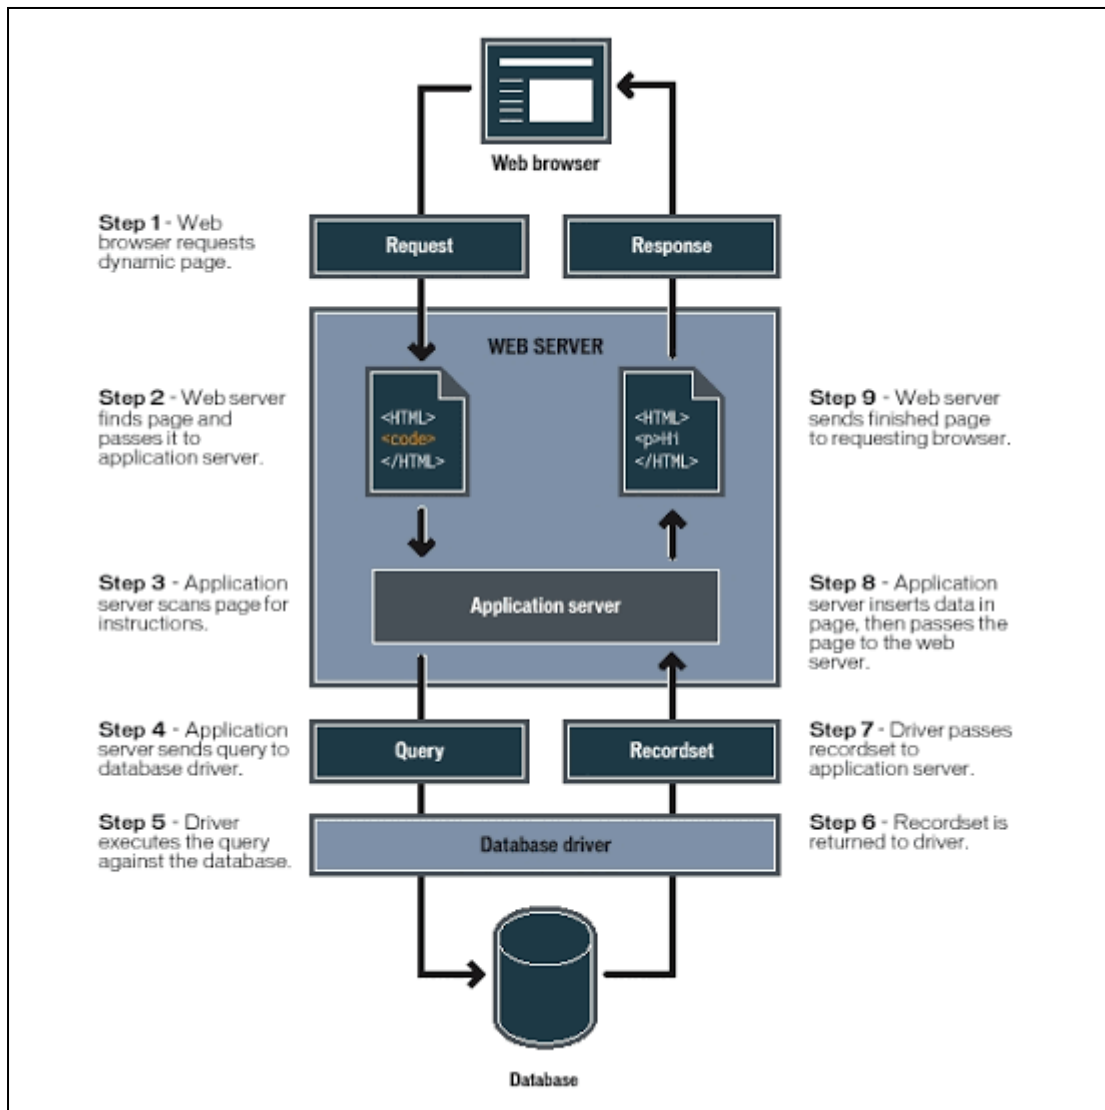 Web browser
Step 1 - Web
browser requests
dynamic page.
Request
Response
WEB SERVER
Step 2 - Web server
finds page and
passes it to
application server.
<HTML>
<code>
</HTML>
<HTML>
<p>Hi
</HTML>
Step 9 - Web server
sends finished page
to requesting browser.
Step 3 - Application
server scans page for
instructions.
Application server
Step 8 - Application
server inserts data in
page, then passes the
page to the web
server.
Step 4 - Application
server sends query to
database driver.
Query
Recordset
Step 7 - Driver passes
recordset to
application server.
Step 5 - Driver
executes the query
against the database.
Database driver
Step 6 - Recordset is
returned to driver.
Database